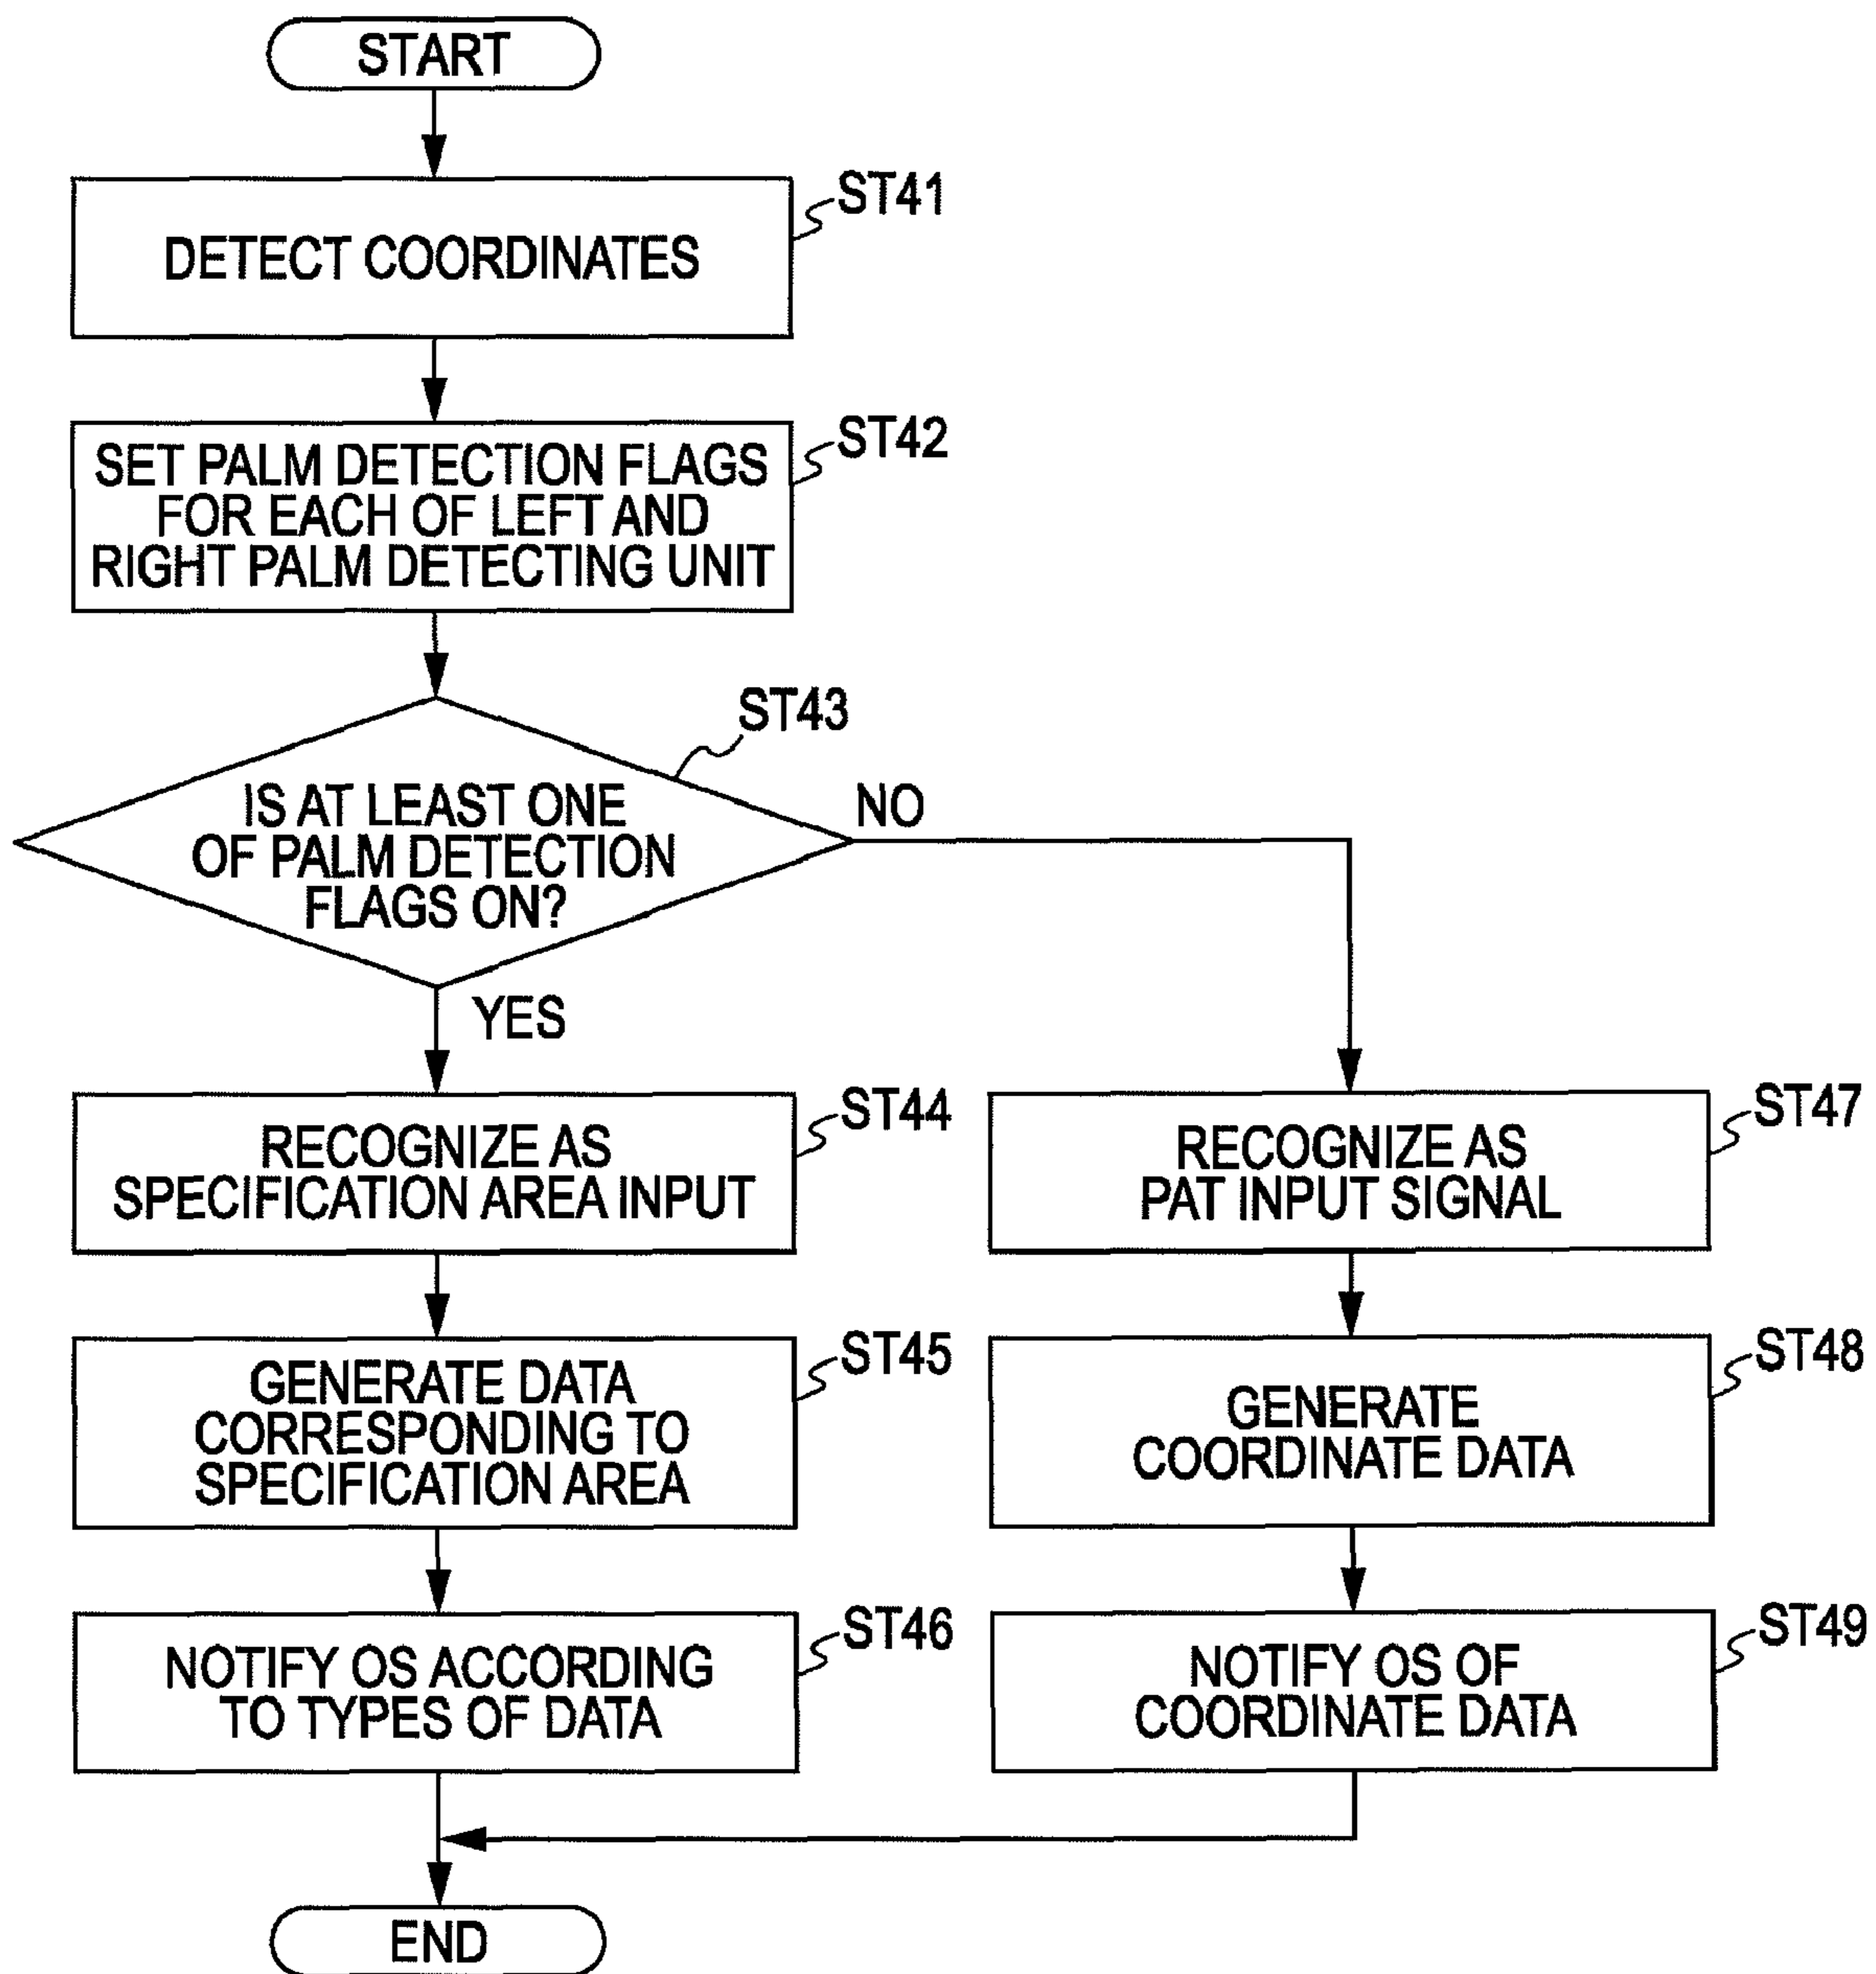 START
ST41
DETECT COORDINATES
ST42
SET PALM DETECTION FLAGS
FOR EACH OF LEFT AND
RIGHT PALM DETECTING UNIT
ST43
IS AT LEAST ONE
OF PALM DETECTION
FLAGS ON?
NO
YES
ST44
RECOGNIZE AS
SPECIFICATION AREA INPUT
ST45
GENERATE DATA
CORRESPONDING TO
SPECIFICATION AREA
ST46
NOTIFY OS ACCORDING
TO TYPES OF DATA
ST47
RECOGNIZE AS
PAT INPUT SIGNAL
ST48
GENERATE
COORDINATE DATA
ST49
NOTIFY OS OF
COORDINATE DATA
END